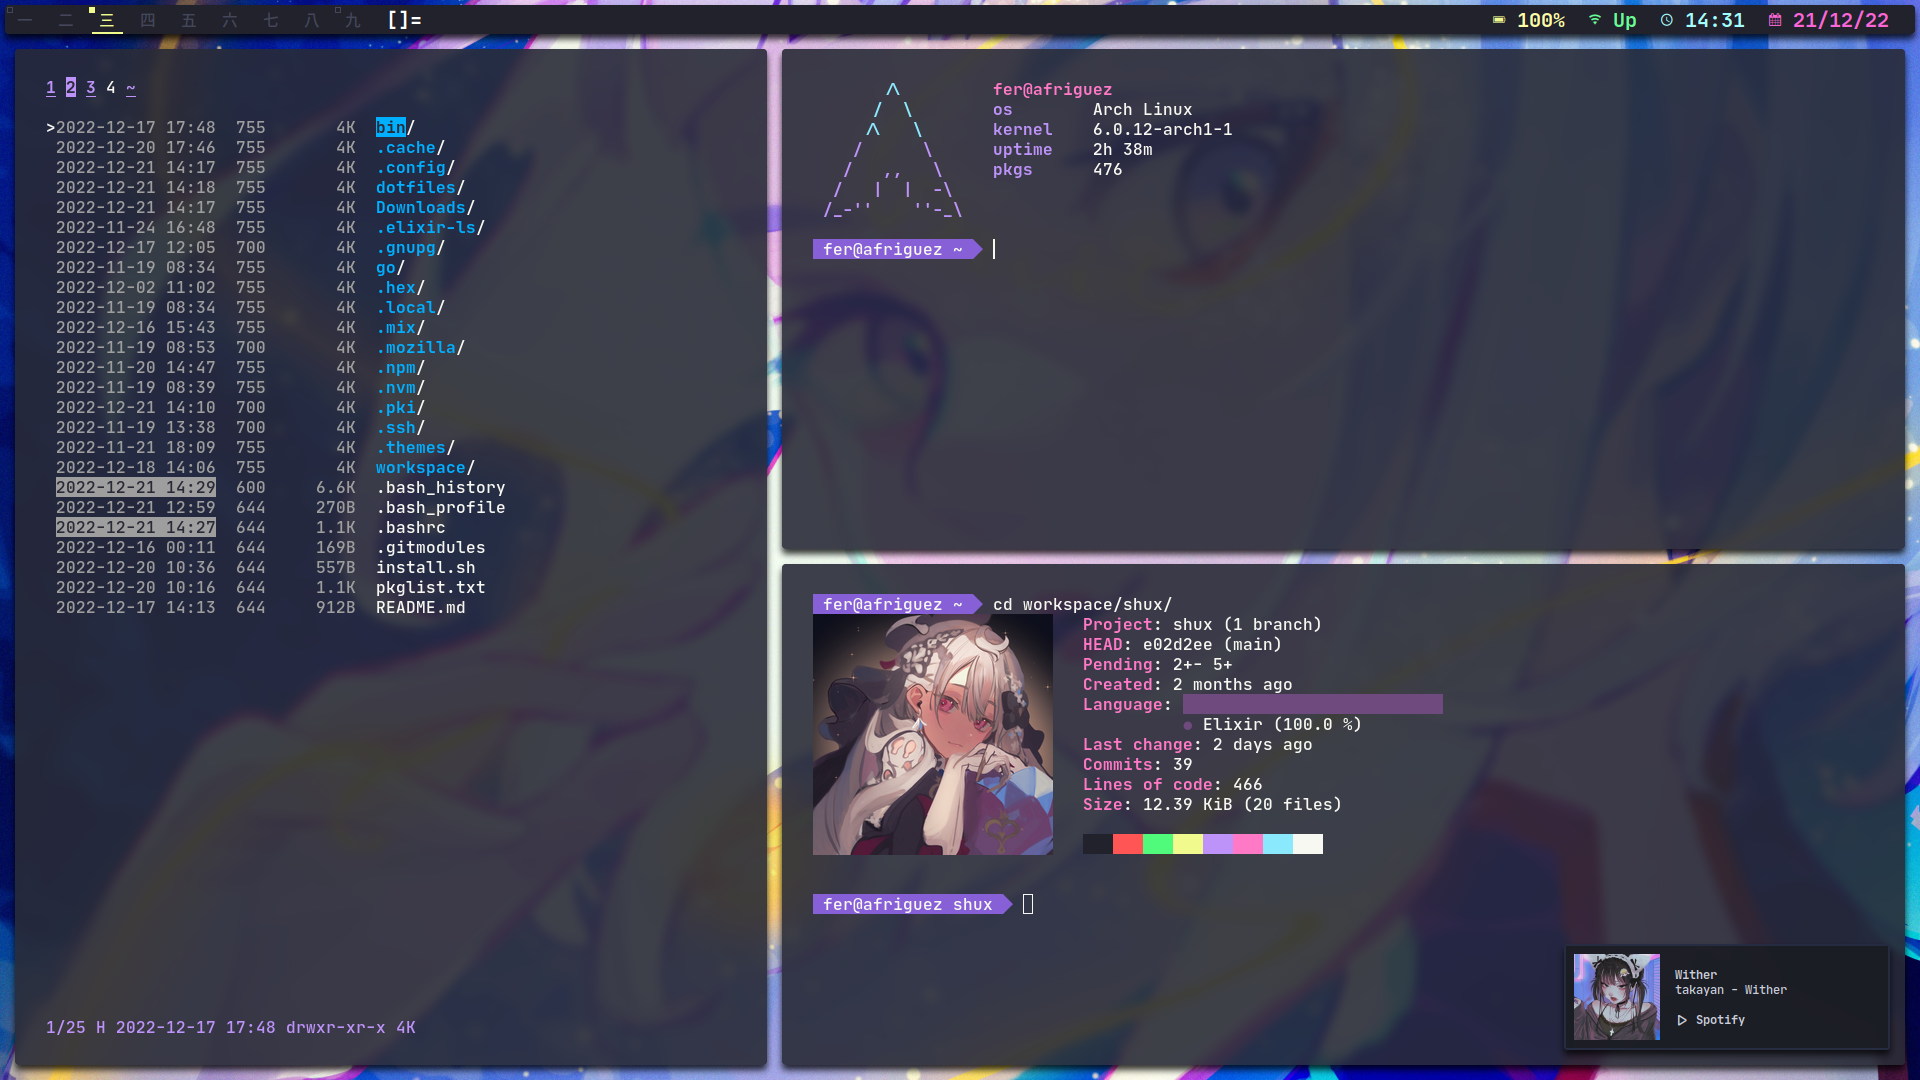 一 二 三 四 五 六 七 八 九 []= 100% Up 14:31 21/12/22
1 2 3 4 ~
>2022-12-17 17:48 755 4K bin/
2022-12-20 17:46 755 4K .cache/
2022-12-21 14:17 755 4K .config/
2022-12-21 14:18 755 4K dotfiles/
2022-12-21 14:17 755 4K Downloads/
2022-11-24 16:48 755 4K .elixir-ls/
2022-12-17 12:05 700 4K .gnupg/
2022-11-19 08:34 755 4K go/
2022-12-02 11:02 755 4K .hex/
2022-11-19 08:34 755 4K .local/
2022-12-16 15:43 755 4K .mix/
2022-11-19 08:53 700 4K .mozilla/
2022-11-20 14:47 755 4K .npm/
2022-11-19 08:39 755 4K .nvm/
2022-12-21 14:10 700 4K .pki/
2022-11-19 13:38 700 4K .ssh/
2022-11-21 18:09 755 4K .themes/
2022-12-18 14:06 755 4K workspace/
2022-12-21 14:29 600 6.6K .bash_history
2022-12-21 12:59 644 270B .bash_profile
2022-12-21 14:27 644 1.1K .bashrc
2022-12-16 00:11 644 169B .gitmodules
2022-12-20 10:36 644 557B install.sh
2022-12-20 10:16 644 1.1K pkglist.txt
2022-12-17 14:13 644 912B README.md
1/25 H 2022-12-17 17:48 drwxr-xr-x 4K
fer@afriguez
os Arch Linux
kernel 6.0.12-arch1-1
uptime 2h 38m
pkgs 476
fer@afriguez ~
fer@afriguez ~ cd workspace/shux/
Project: shux (1 branch)
HEAD: e02d2ee (main)
Pending: 2+- 5+
Created: 2 months ago
Language:
● Elixir (100.0 %)
Last change: 2 days ago
Commits: 39
Lines of code: 466
Size: 12.39 KiB (20 files)
fer@afriguez shux
Wither
takayan - Wither
▷ Spotify